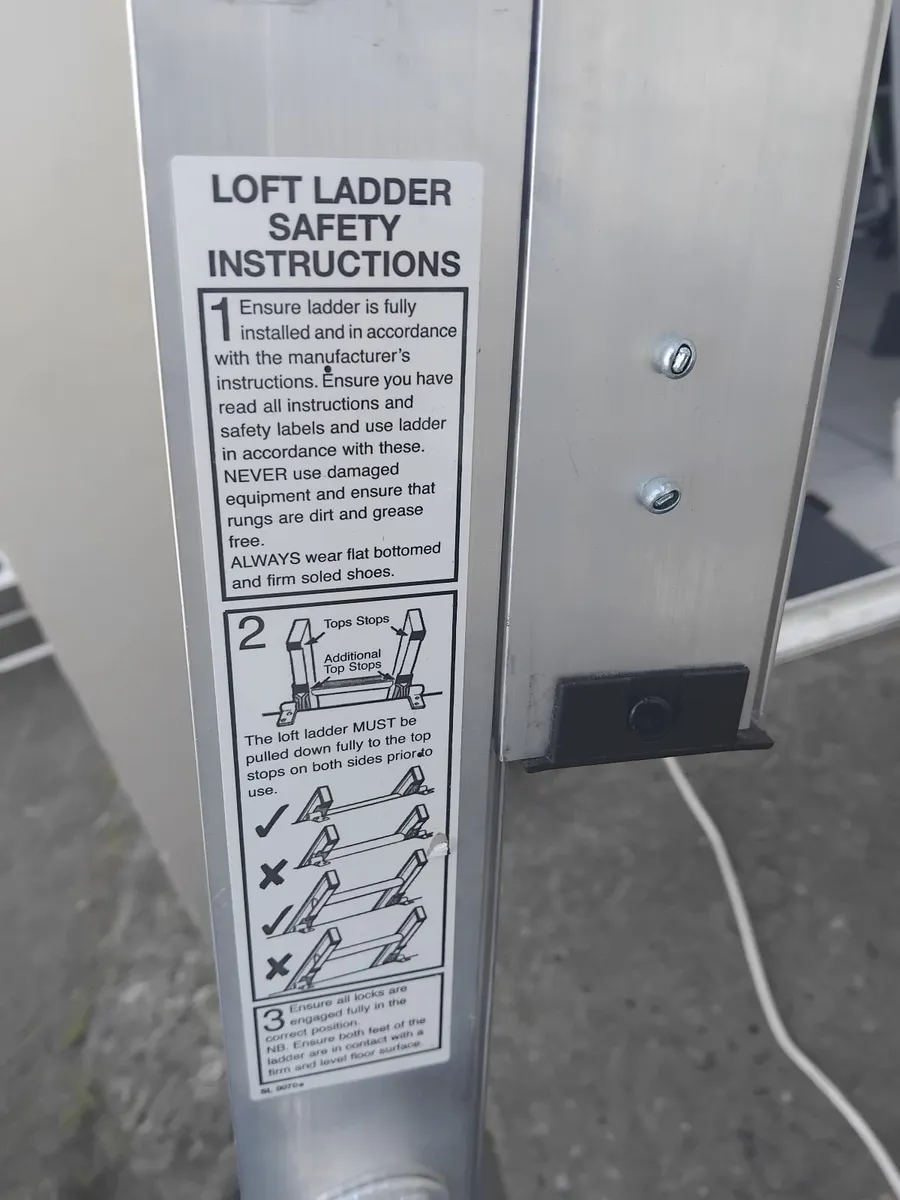 LOFT LADDER
SAFETY
INSTRUCTIONS
1 Ensure ladder is fully
installed and in accordance
with the manufacturer's
instructions. Ensure you have
read all instructions and
safety labels and use ladder
in accordance with these.
NEVER use damaged
equipment and ensure that
rungs are dirt and grease
free.
ALWAYS wear flat bottomed
and firm soled shoes.
2
Tops Stops
Additional
Top Stops
The loft ladder MUST be
pulled down fully to the top
stops on both sides prior to
use.
3 Ensure all locks are
engaged fully in the
correct position.
NB. Ensure both feet of the
ladder are in contact with a
firm and level floor surface.